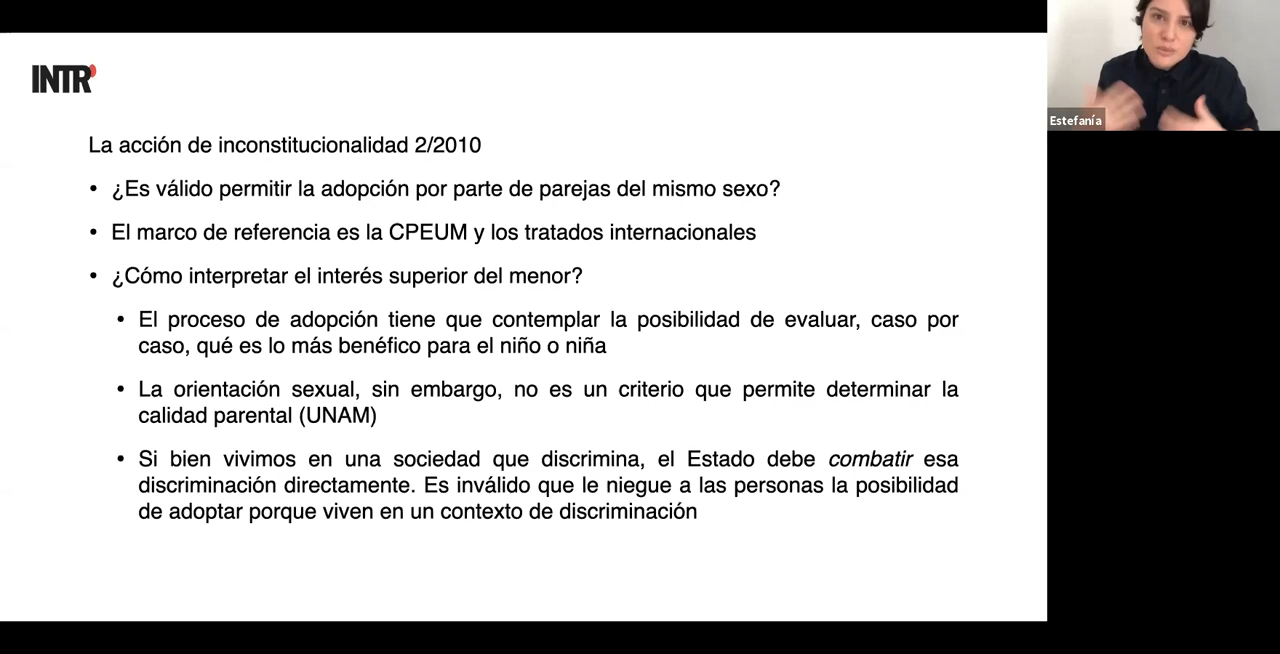 INTR'
Estefanía
La acción de inconstitucionalidad 2/2010
• ¿Es válido permitir la adopción por parte de parejas del mismo sexo?
• El marco de referencia es la CPEUM y los tratados internacionales
• ¿Cómo interpretar el interés superior del menor?
• El proceso de adopción tiene que contemplar la posibilidad de evaluar, caso por
caso, qué es lo más benéfico para el niño o niña
• La orientación sexual, sin embargo, no es un criterio que permite determinar la
calidad parental (UNAM)
• Si bien vivimos en una sociedad que discrimina, el Estado debe combatir esa
discriminación directamente. Es inválido que le niegue a las personas la posibilidad
de adoptar porque viven en un contexto de discriminación